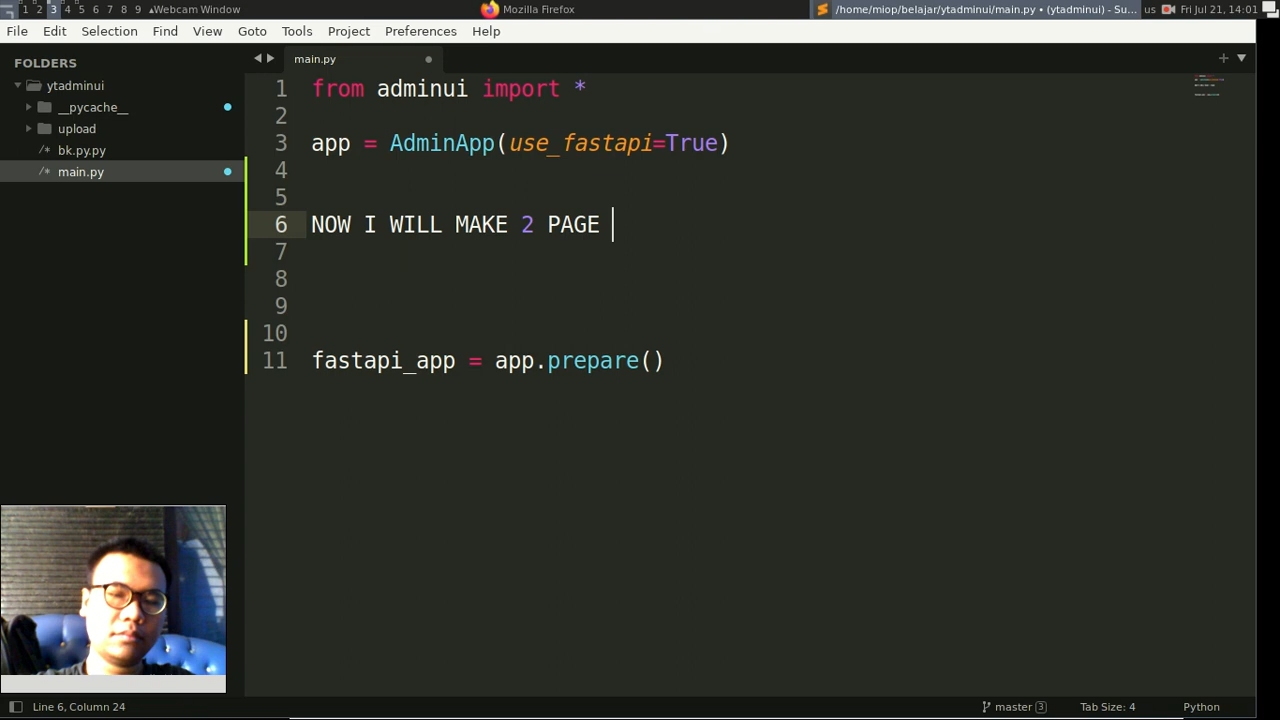 1 2 3 4 5 6 7 8 9 Webcam Window Mozilla Firefox /home/miop/belajar/ytadminui/main.py • (ytadminui) - Su... us Fri Jul 21, 14:01
File Edit Selection Find View Goto Tools Project Preferences Help
FOLDERS
ytadminui
__pycache__
upload
/* bk.py.py
/* main.py
main.py
1 from adminui import *
2
3 app = AdminApp(use_fastapi=True)
4
5
6 NOW I WILL MAKE 2 PAGE
7
8
9
10
11 fastapi_app = app.prepare()
Line 6, Column 24 master 3 Tab Size: 4 Python